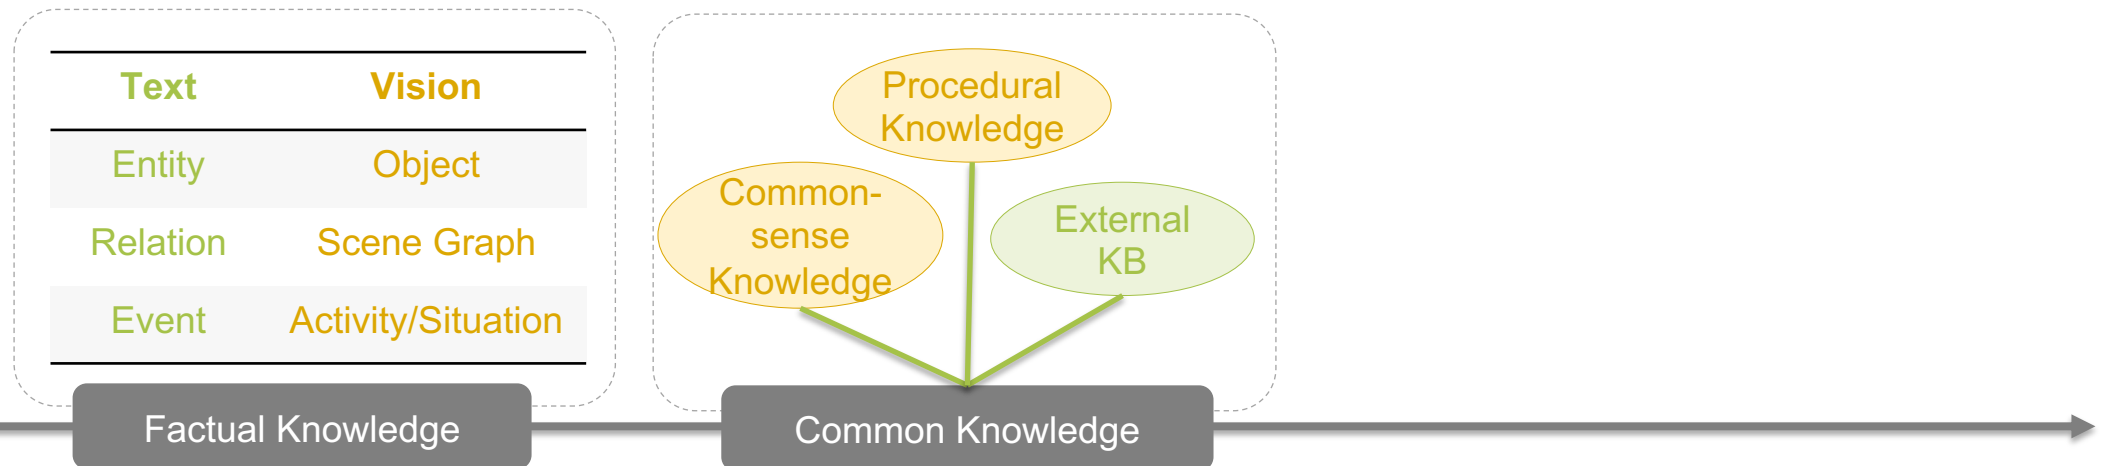 Text Vision
Entity Object
Relation Scene Graph
Event Activity/Situation
Factual Knowledge
Procedural
Knowledge
Common-
sense
Knowledge
External
KB
Common Knowledge